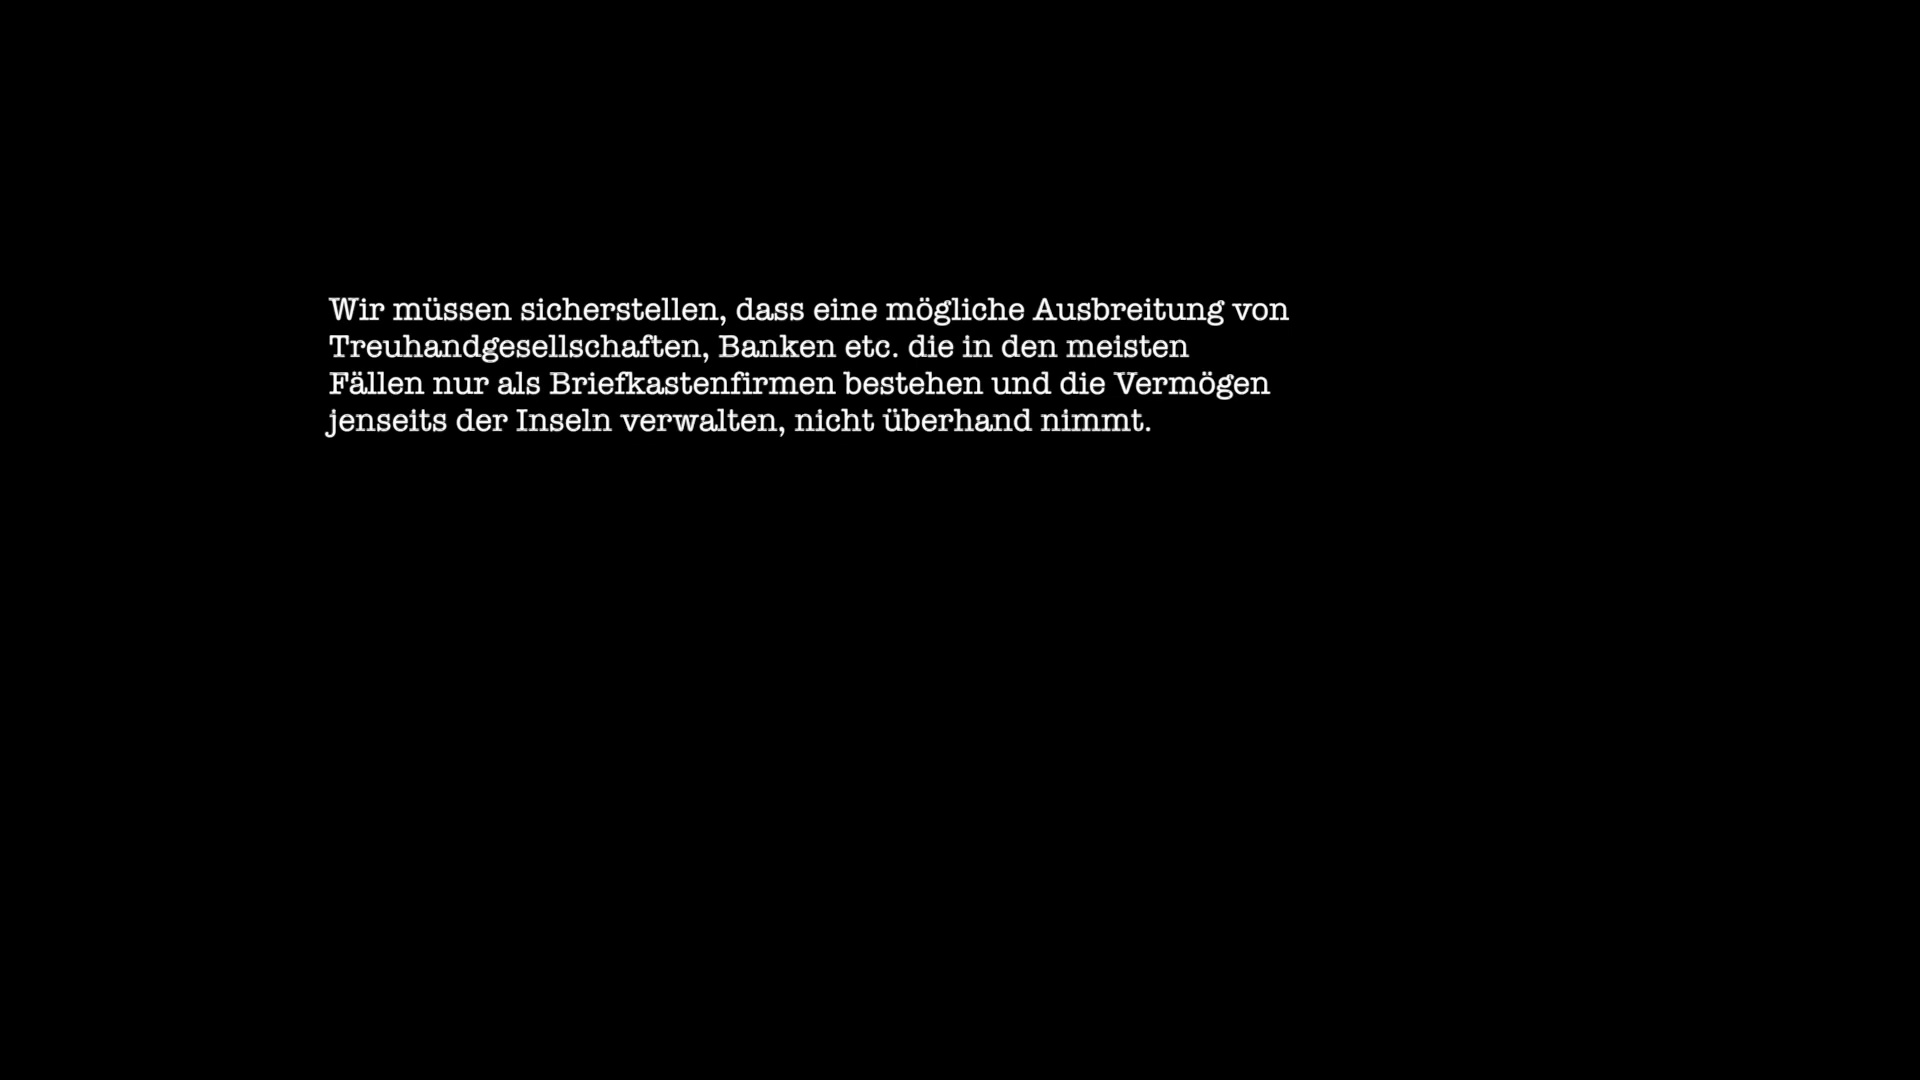 Wir müssen sicherstellen, dass eine mögliche Ausbreitung von
Treuhandgesellschaften, Banken etc. die in den meisten
Fällen nur als Briefkastenfirmen bestehen und die Vermögen
jenseits der Inseln verwalten, nicht überhand nimmt.